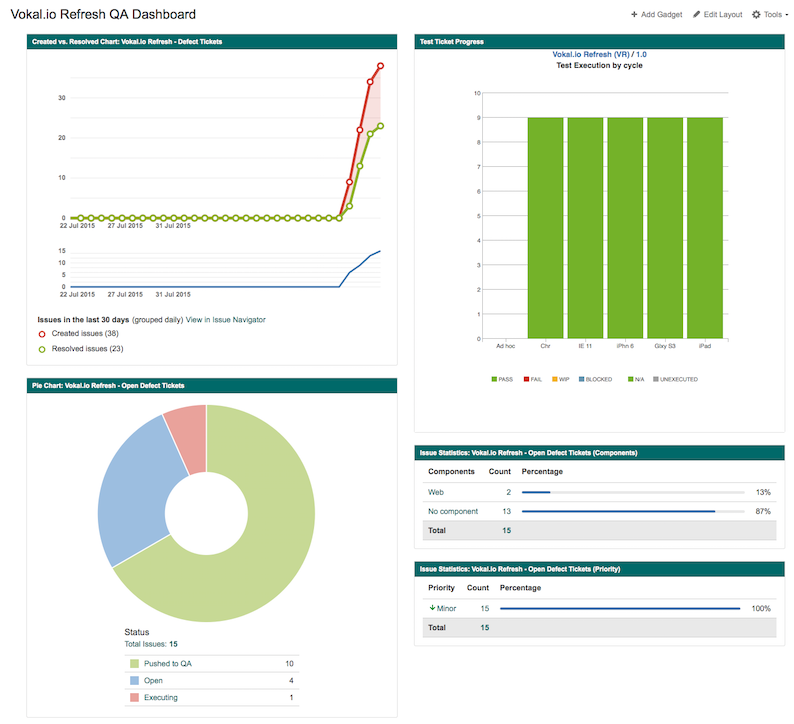 Vokal.io Refresh QA Dashboard
Add Gadget Edit Layout Tools
Created vs. Resolved Chart: Vokal.io Refresh - Defect Tickets
30
20
10
0
22 Jul 2015 27 Jul 2015 31 Jul 2015
15
10
5
0
22 Jul 2015 27 Jul 2015 31 Jul 2015
Issues in the last 30 days (grouped daily) View in Issue Navigator
Created issues (38)
Resolved issues (23)
Pie Chart: Vokal.io Refresh - Open Defect Tickets
Status
Total Issues: 15
Pushed to QA 10
Open 4
Executing 1
Test Ticket Progress
Vokal.io Refresh (VR) / 1.0
Test Execution by cycle
10
9
8
7
6
5
4
3
2
1
0
Ad hoc Chr IE 11 iPhn 6 Glxy S3 iPad
PASS FAIL WIP BLOCKED N/A UNEXECUTED
Issue Statistics: Vokal.io Refresh - Open Defect Tickets (Components)
Components Count Percentage
Web 2 13%
No component 13 87%
Total 15
Issue Statistics: Vokal.io Refresh - Open Defect Tickets (Priority)
Priority Count Percentage
Minor 15 100%
Total 15